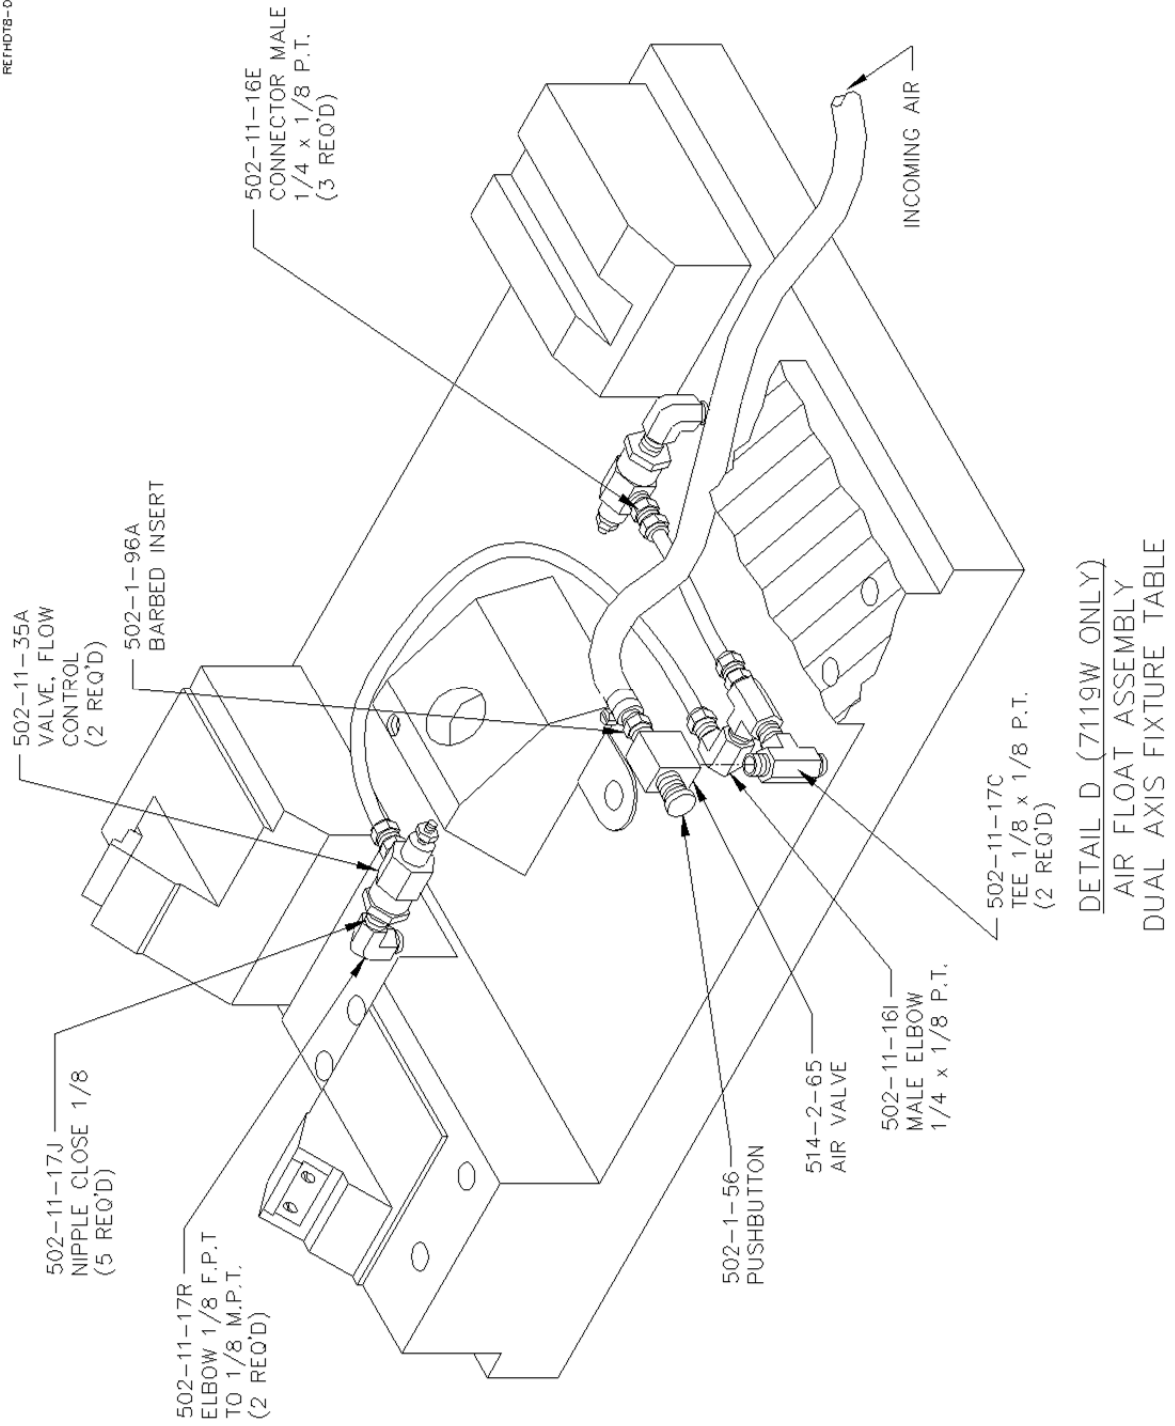 REFHDTB-D
502-11-16E
CONNECTOR MALE
1/4 x 1/8 P.T.
(3 REQ'D)
502-11-35A
VALVE, FLOW
CONTROL
(2 REQ'D)
502-1-96A
BARBED INSERT
INCOMING AIR
502-11-17J
NIPPLE CLOSE 1/8
(5 REQ'D)
502-11-17R
ELBOW 1/8 F.P.T
TO 1/8 M.P.T.
(2 REQ'D)
502-1-56
PUSHBUTTON
514-2-65
AIR VALVE
502-11-16I
MALE ELBOW
1/4 x 1/8 P.T.
502-11-17C
TEE 1/8 x 1/8 P.T.
(2 REQ'D)
DETAIL D (7119W ONLY)
AIR FLOAT ASSEMBLY
DUAL AXIS FIXTURE TABLE